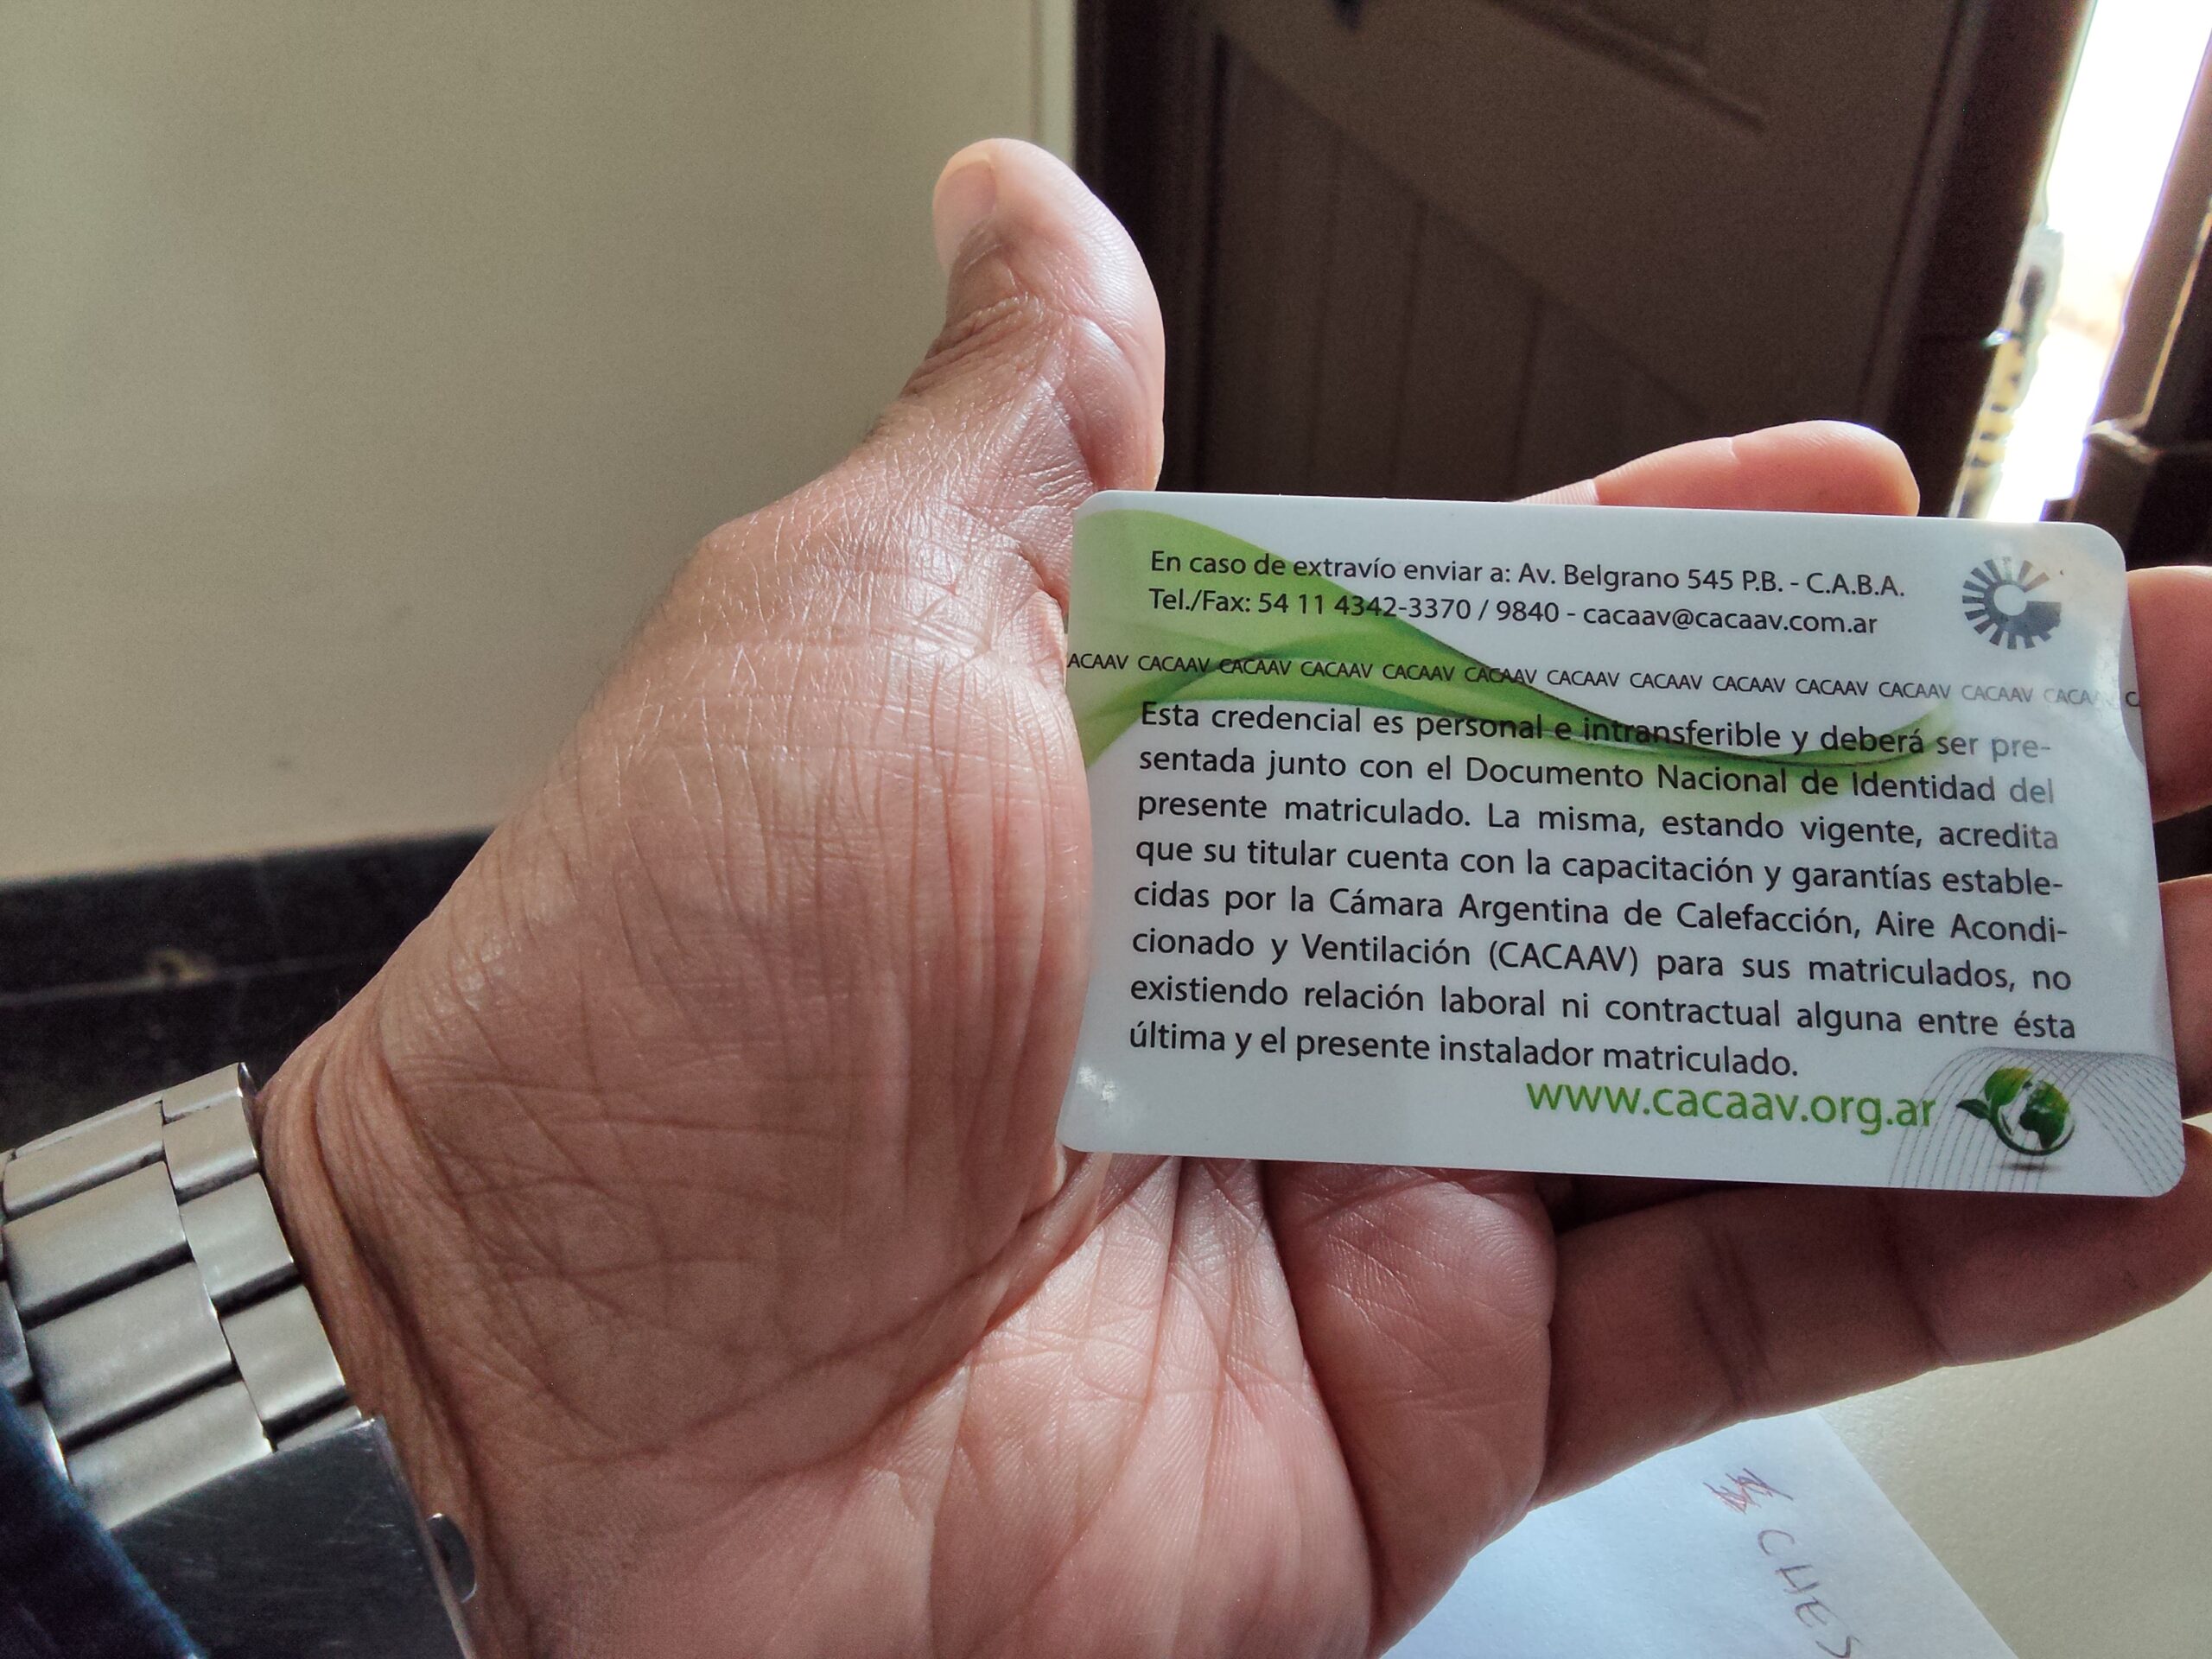 En caso de extravío enviar a: Av. Belgrano 545 P.B. - C.A.B.A.
Tel./Fax: 54 11 4342-3370 / 9840 - cacaav@cacaav.com.ar
ACAAV CACAAV CACAAV CACAAV CACAAV CACAAV CACAAV CACAAV CACAAV CACAAV CACAAV CACAAV CACA C
Esta credencial es personal e intransferible y deberá ser pre-
sentada junto con el Documento Nacional de Identidad del
presente matriculado. La misma, estando vigente, acredita
que su titular cuenta con la capacitación y garantías estable-
cidas por la Cámara Argentina de Calefacción, Aire Acondi-
cionado y Ventilación (CACAAV) para sus matriculados, no
existiendo relación laboral ni contractual alguna entre ésta
última y el presente instalador matriculado.
www.cacaav.org.ar
CHES